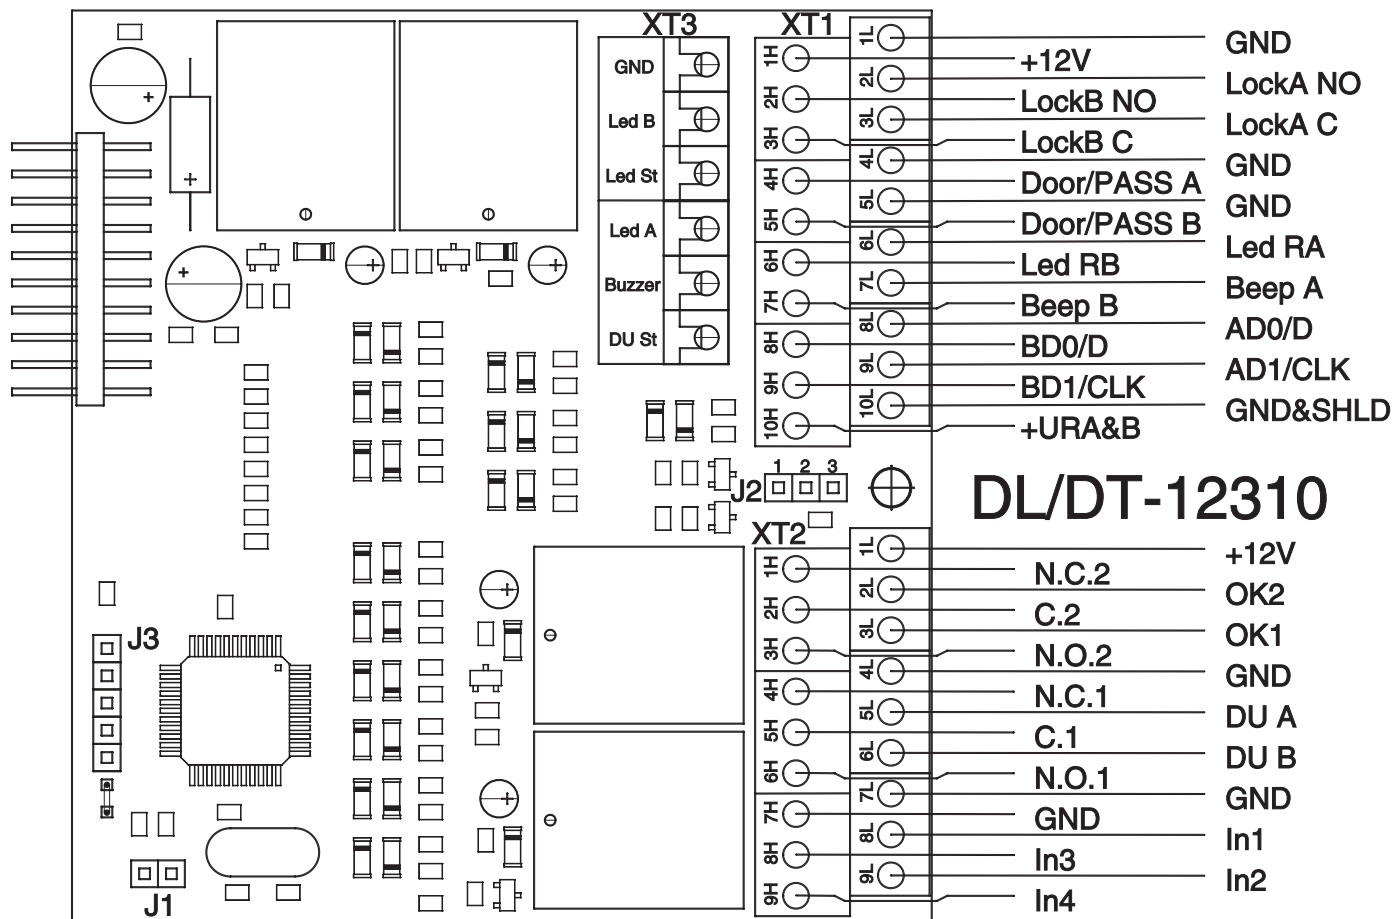 XT3
XT1
GND
Led B
Led St
Led A
Buzzer
DU St
1H
2H
3H
4H
5H
6H
7H
8H
9H
10H
1L
2L
3L
4L
5L
6L
7L
8L
9L
10L
GND
+12V
LockA NO
LockB NO
LockA C
LockB C
GND
Door/PASS A
GND
Door/PASS B
Led RA
Led RB
Beep A
Beep B
AD0/D
BD0/D
AD1/CLK
BD1/CLK
GND&SHLD
+URA&B
J2
1 2 3
DL/DT-12310
XT2
1H
2H
3H
4H
5H
6H
7H
8H
9H
1L
2L
3L
4L
5L
6L
7L
8L
9L
+12V
N.C.2
OK2
C.2
OK1
N.O.2
GND
N.C.1
DU A
C.1
DU B
N.O.1
GND
GND
In1
In3
In2
In4
J3
J1